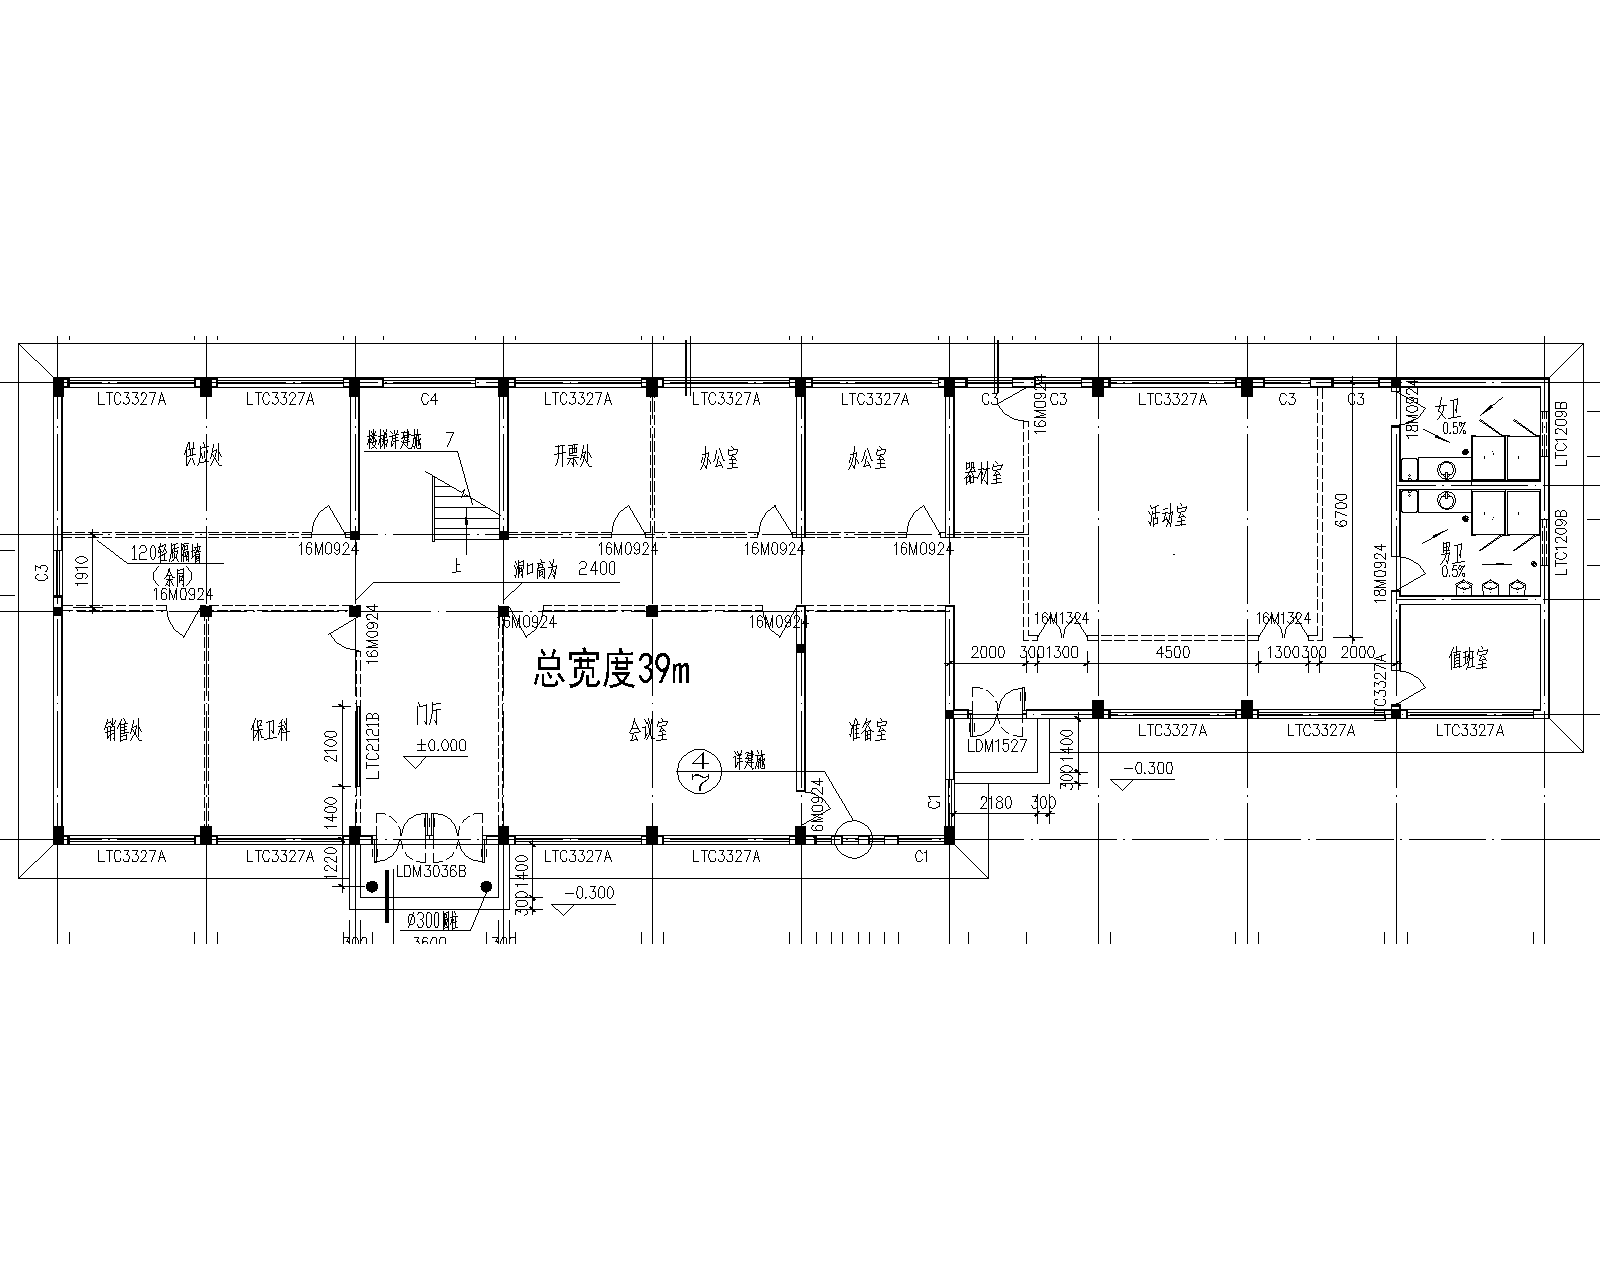 LTC3327A LTC3327A C4 LTC3327A LTC3327A LTC3327A C3 C3 LTC3327A C3 C3
16M0924
18M0924
女卫
0.5%
LTC1209B
供应处
楼梯详建施 7
开票处
办公室
办公室
器材室
活动室
6700
16M0924 16M0924 16M0924 16M0924
上
120轻质隔墙
(余同)
C3
1910
洞口高为 2400
男卫
0.5%
LTC1209B
18M0924
16M0924
16M0924
6M0924
16M0924
16M1324 16M1324
2000 300 1300 4500 1300 300 2000
总宽度39m
值班室
LTC3327A
销售处
保卫科
门厅
±0.000
会议室
准备室
2100
LTC2121B
4
7
详建施
LDM1527
LTC3327A LTC3327A LTC3327A
1400
300
-0.300
2180 300
C1
6M0924
1400
LTC3327A LTC3327A LTC3327A LTC3327A C1
1220
LDM3036B
1400
300
-0.300
Ø300圆柱
300 3600 300